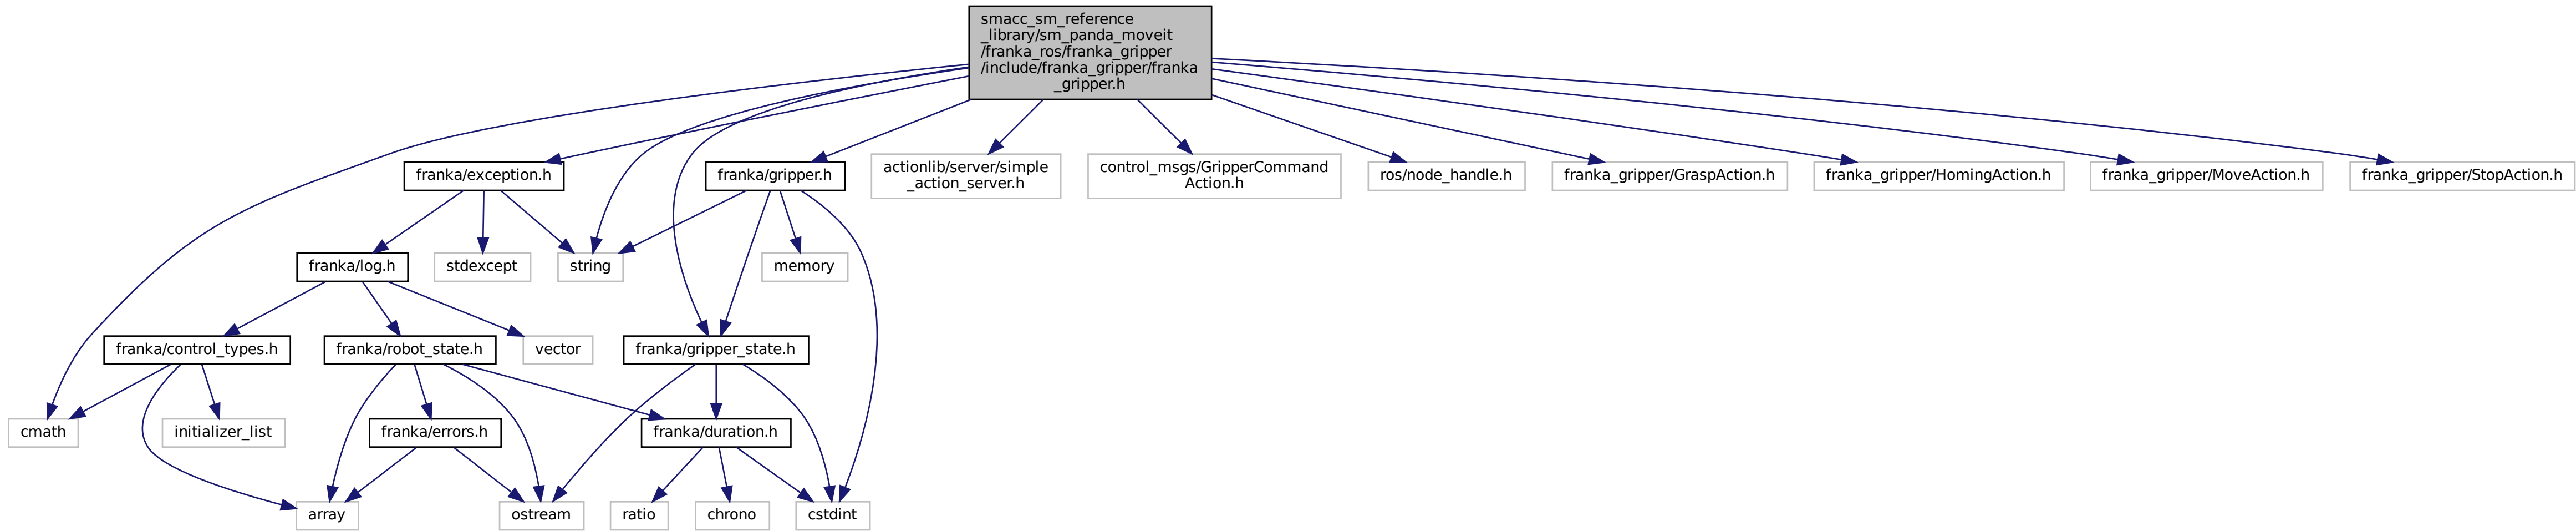 smacc_sm_reference
_library/sm_panda_moveit
/franka_ros/franka_gripper
/include/franka_gripper/franka
_gripper.h
franka/exception.h
franka/gripper.h
actionlib/server/simple
_action_server.h
control_msgs/GripperCommand
Action.h
ros/node_handle.h
franka_gripper/GraspAction.h
franka_gripper/HomingAction.h
franka_gripper/MoveAction.h
franka_gripper/StopAction.h
franka/log.h
stdexcept
string
memory
franka/control_types.h
franka/robot_state.h
vector
franka/gripper_state.h
cmath
initializer_list
franka/errors.h
franka/duration.h
array
ostream
ratio
chrono
cstdint